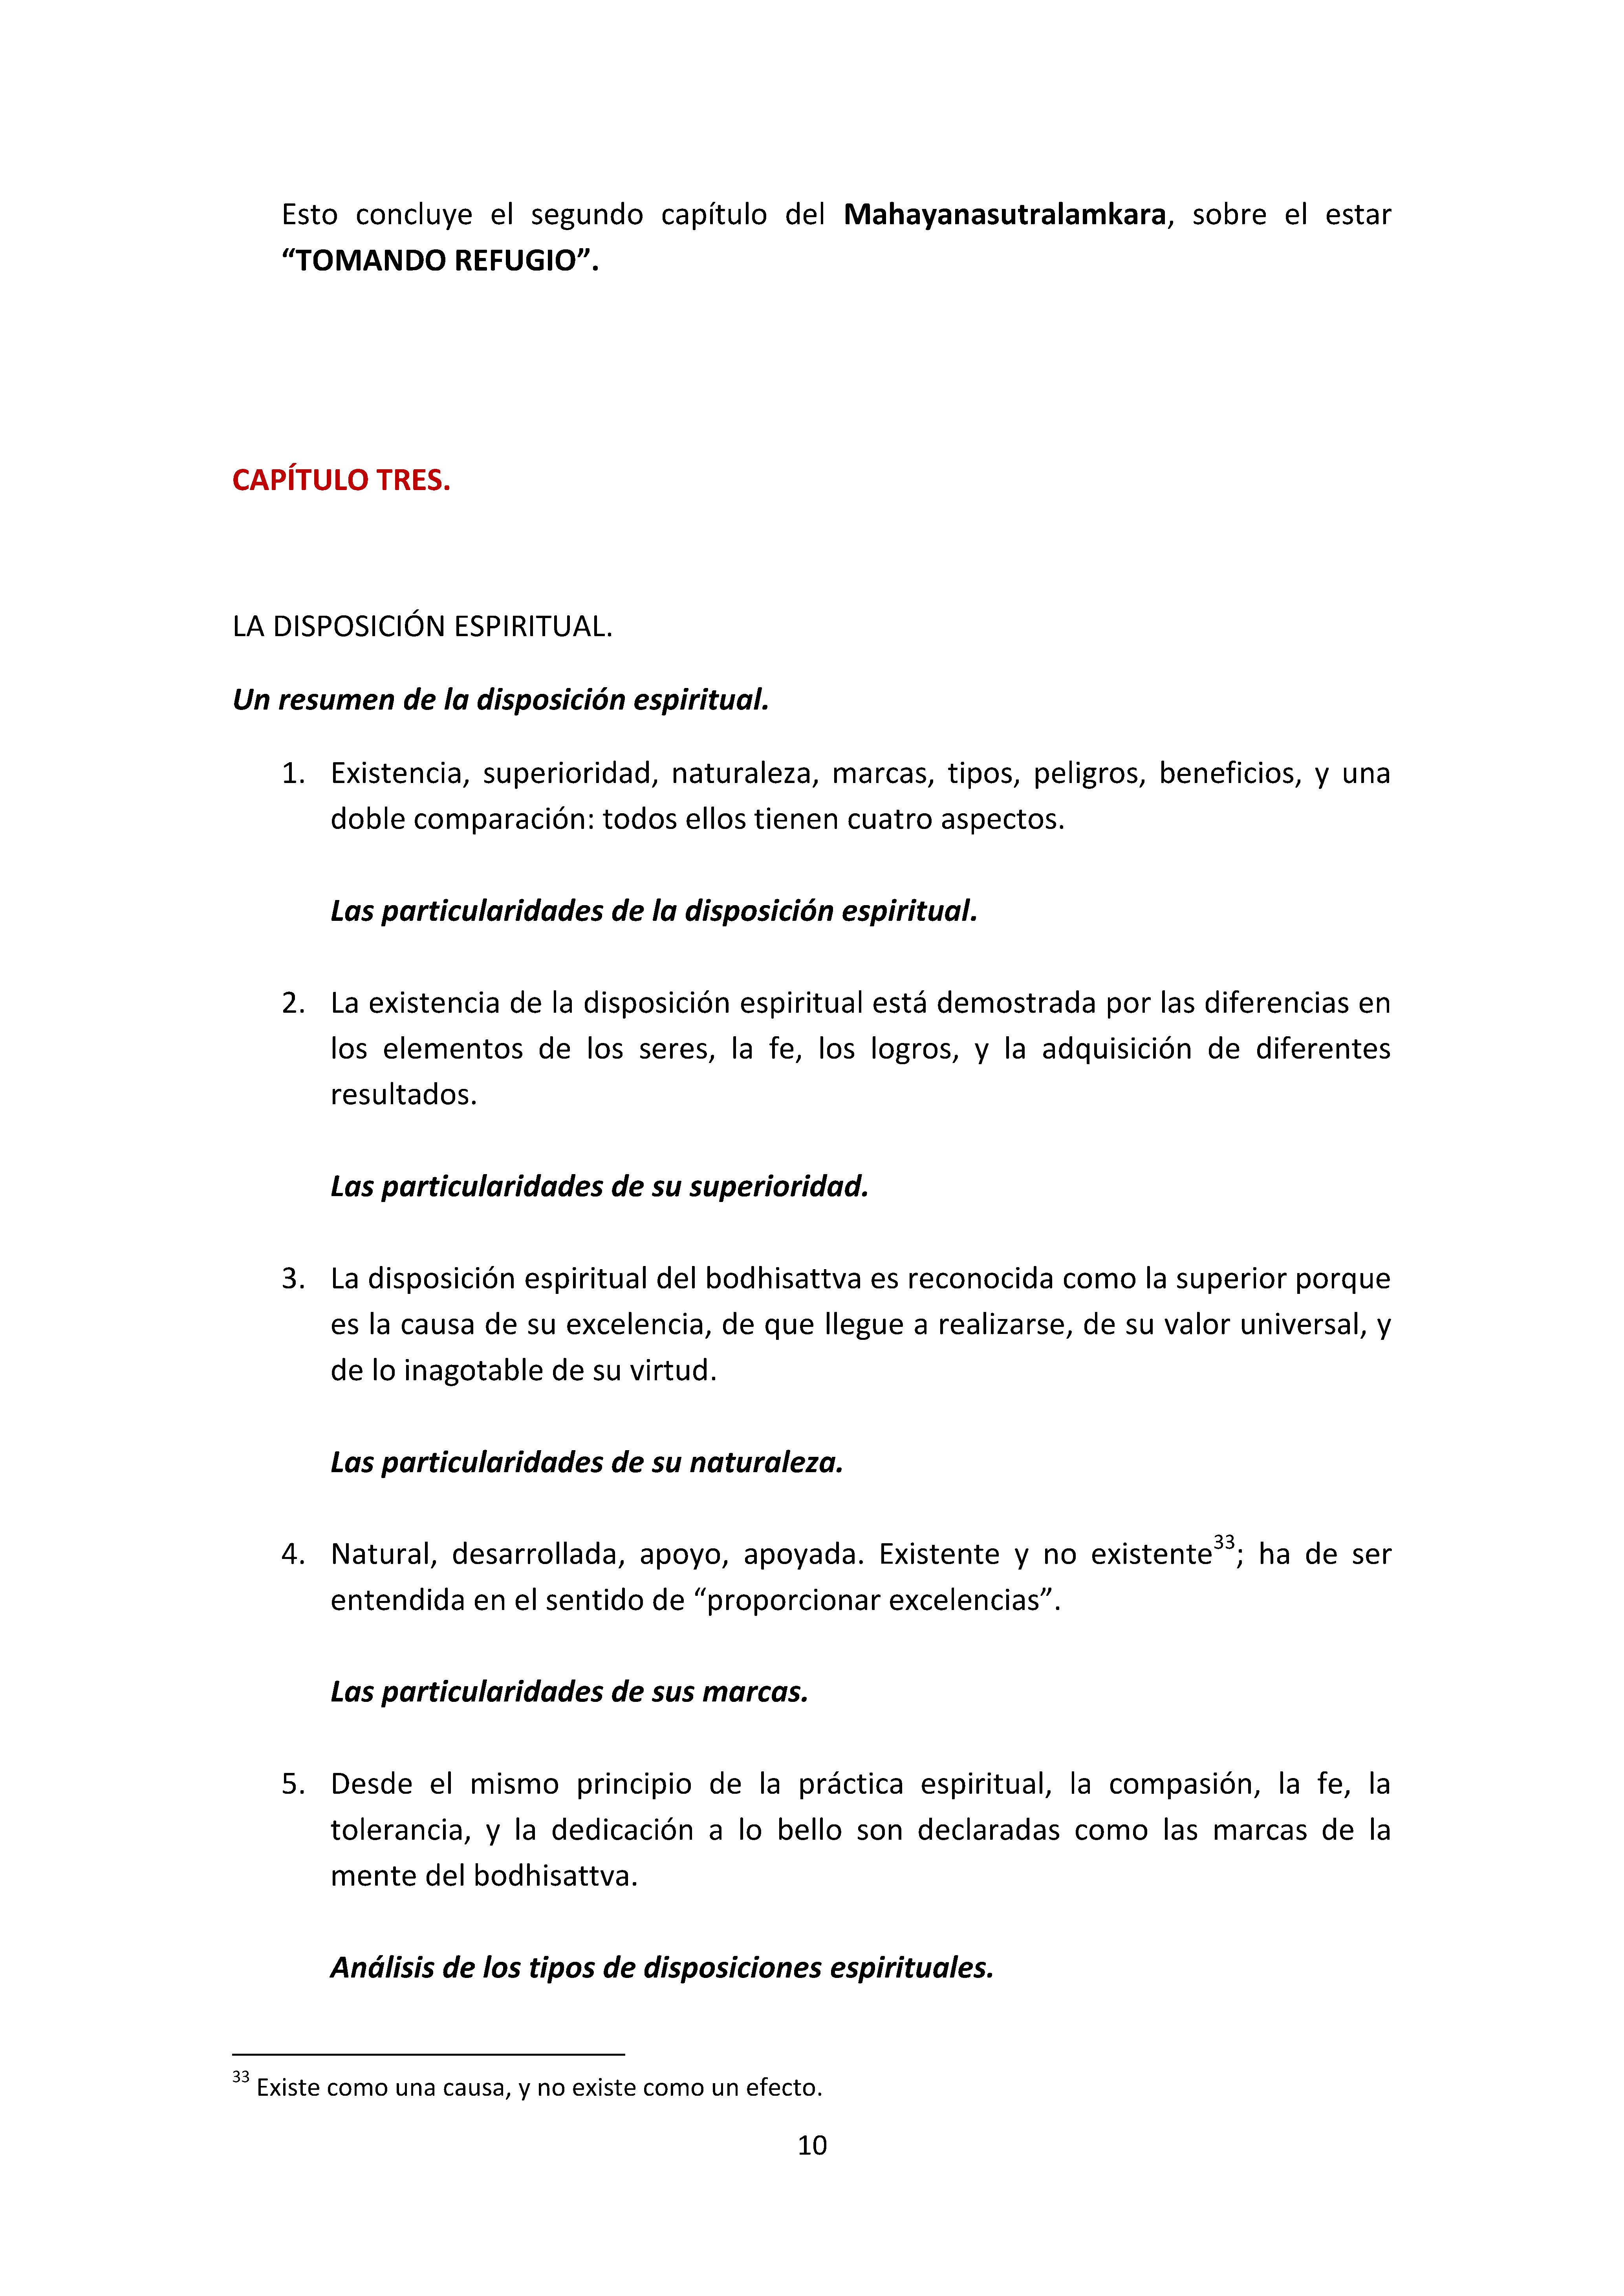 Esto concluye el segundo capítulo del Mahayanasutralamkara, sobre el estar
“TOMANDO REFUGIO”.
CAPÍTULO TRES.
LA DISPOSICIÓN ESPIRITUAL.
Un resumen de la disposición espiritual.
1. Existencia, superioridad, naturaleza, marcas, tipos, peligros, beneficios, y una
doble comparación: todos ellos tienen cuatro aspectos.
Las particularidades de la disposición espiritual.
2. La existencia de la disposición espiritual está demostrada por las diferencias en
los elementos de los seres, la fe, los logros, y la adquisición de diferentes
resultados.
Las particularidades de su superioridad.
3. La disposición espiritual del bodhisattva es reconocida como la superior porque
es la causa de su excelencia, de que llegue a realizarse, de su valor universal, y
de lo inagotable de su virtud.
Las particularidades de su naturaleza.
4. Natural, desarrollada, apoyo, apoyada. Existente y no existente33; ha de ser
entendida en el sentido de “proporcionar excelencias”.
Las particularidades de sus marcas.
5. Desde el mismo principio de la práctica espiritual, la compasión, la fe, la
tolerancia, y la dedicación a lo bello son declaradas como las marcas de la
mente del bodhisattva.
Análisis de los tipos de disposiciones espirituales.
33 Existe como una causa, y no existe como un efecto.
10